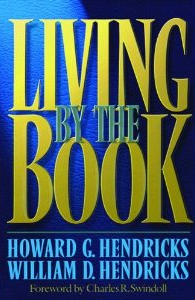 LIVING
BY THE
BOOK
HOWARD G. HENDRICKS
WILLIAM D. HENDRICKS
Foreword by Charles R. Swindoll